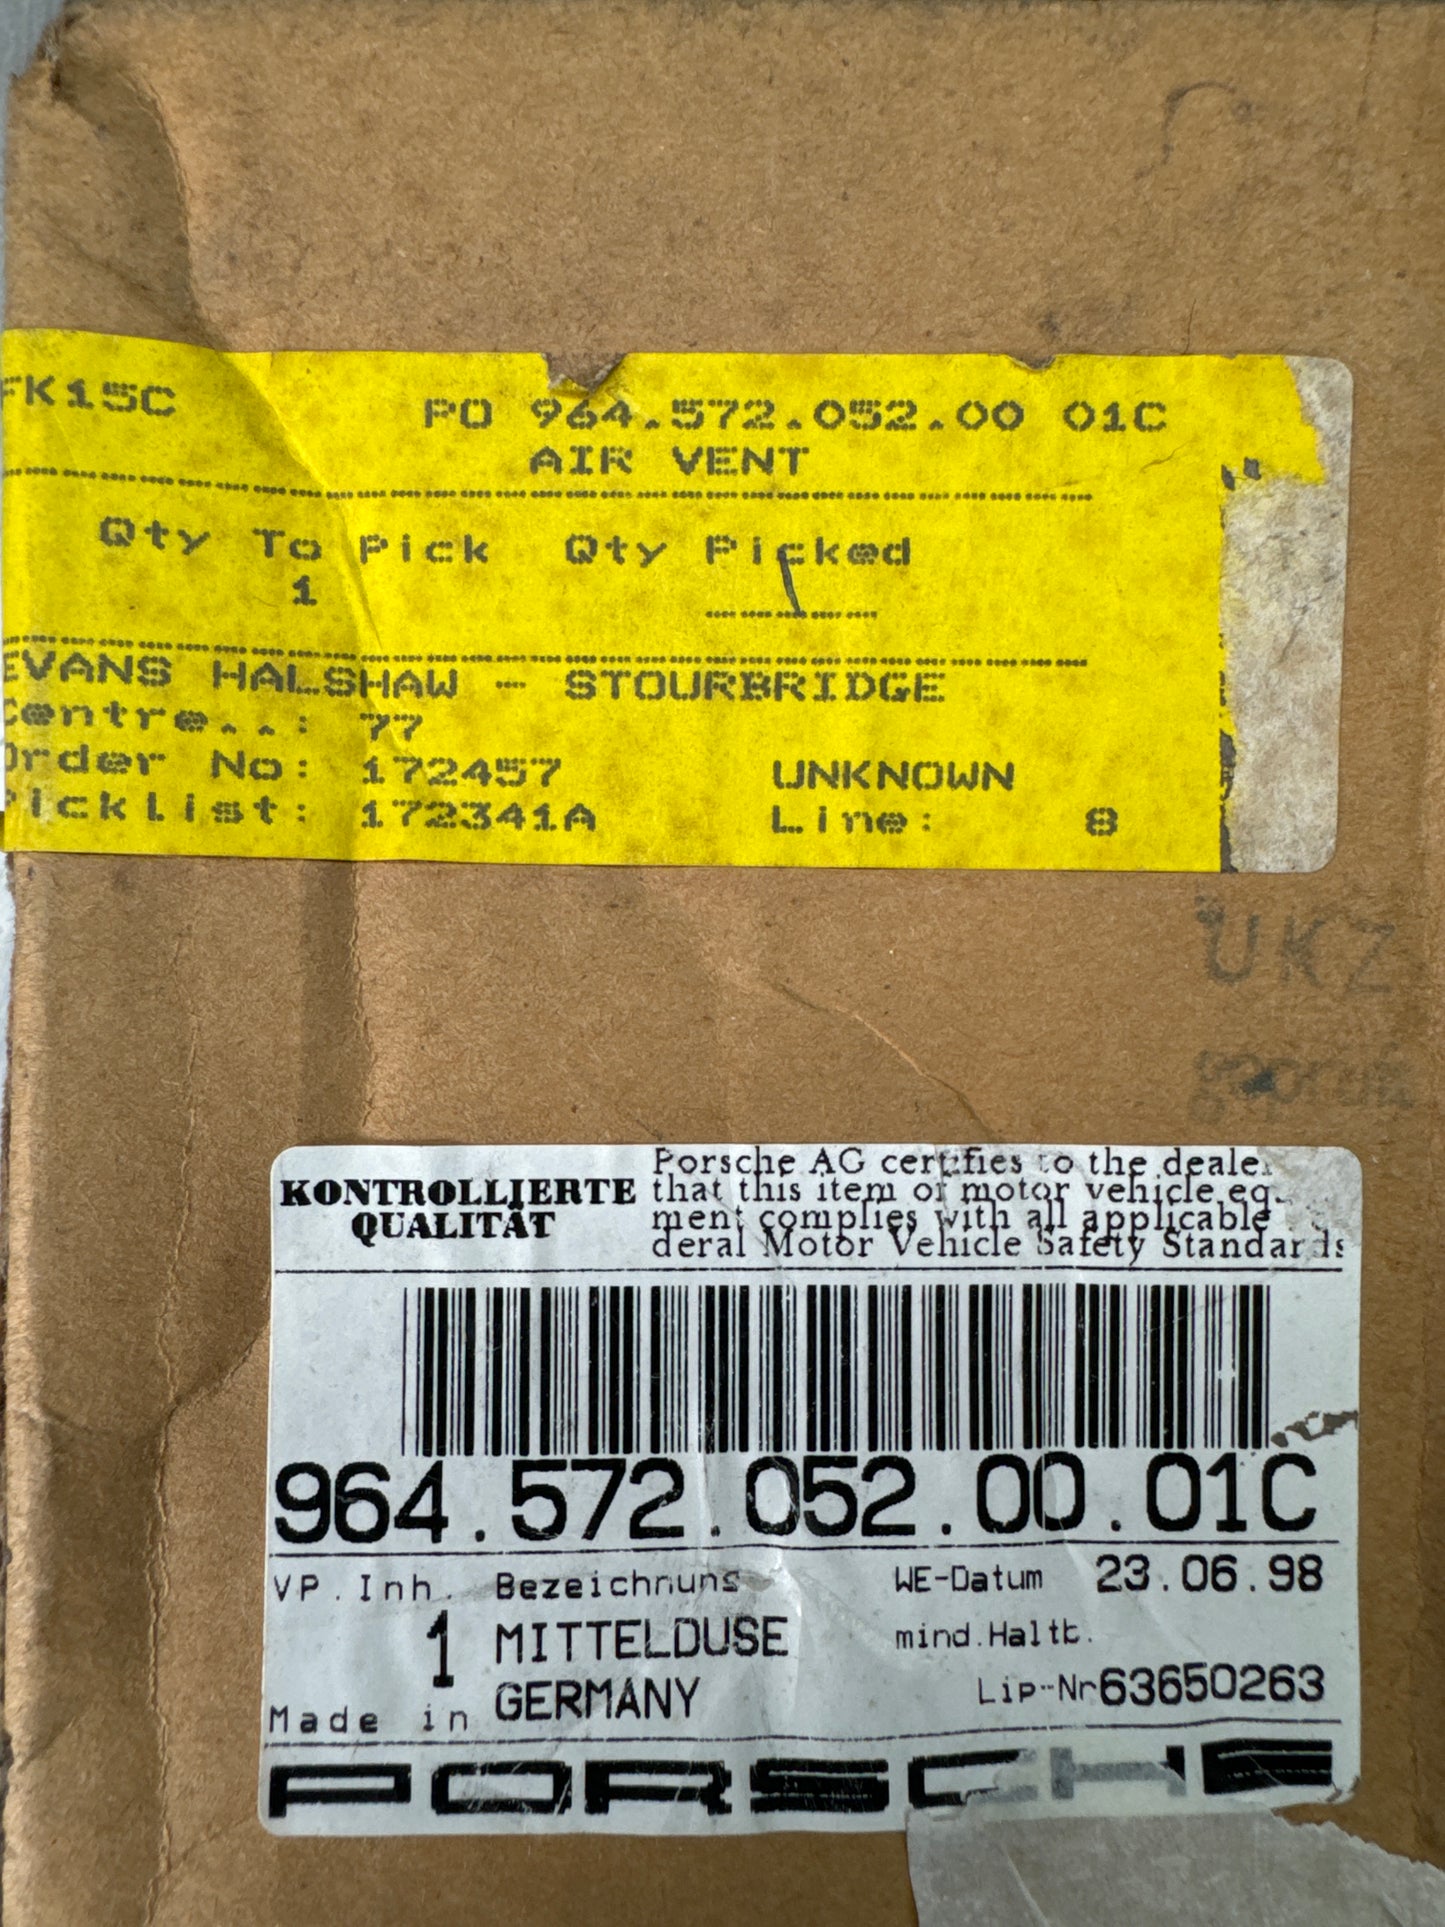 FK15C
PO 964.572.052.00 01C
AIR VENT
Qty To Pick Qty Picked
1
EVANS HALSHAW - STOURBRIDGE
Centre..: 77
Order No: 172457 UNKNOWN
Picklist: 172341A Line: 8
UKZ
KONTROLLIERTE
QUALITÄT
Porsche AG certifies to the dealer
that this item of motor vehicle
ment complies with all applicable
deral Motor Vehicle Safety Standards
964.572.052.00.01C
VP.Inh. Bezeichnung WE-Datum 23.06.98
1 MITTELDUSE mind.Haltb.
Made in GERMANY Lip-Nr 63650263
PORSCHE